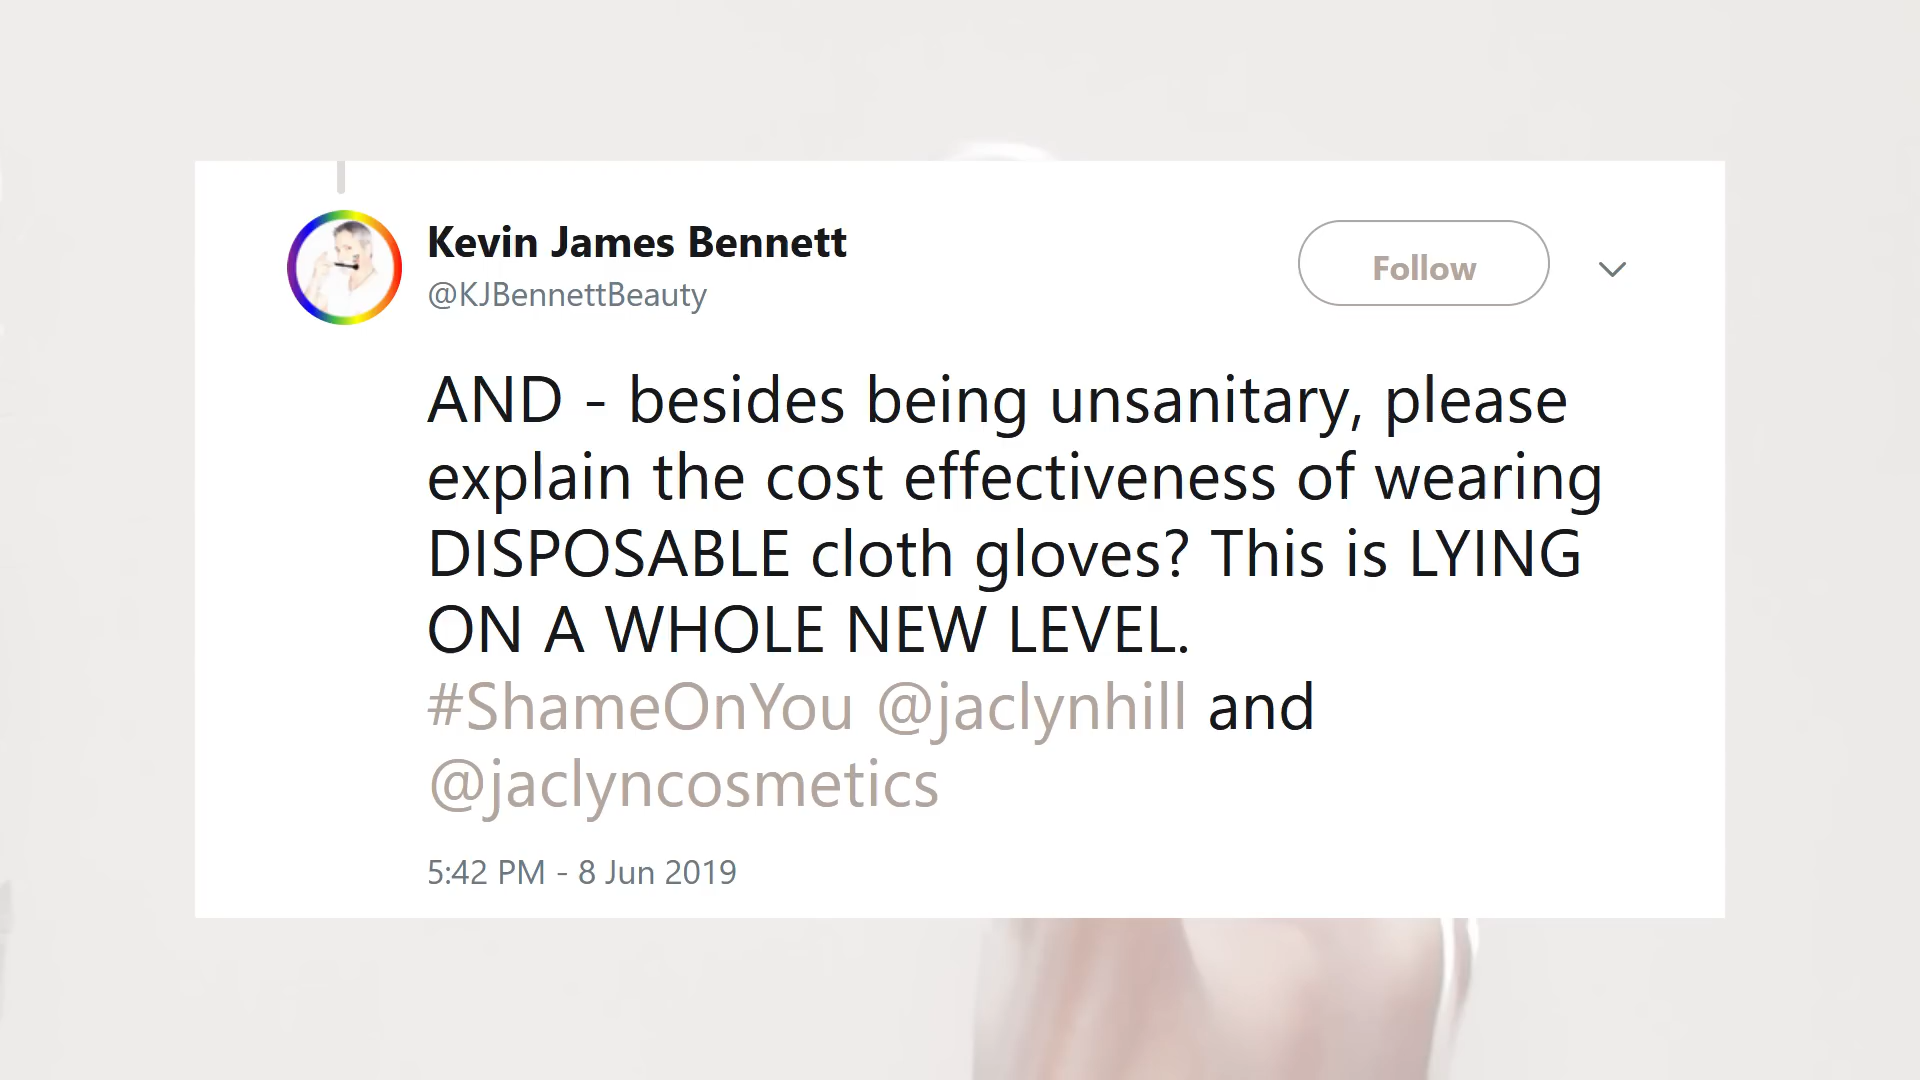 Kevin James Bennett
@KJBennettBeauty
Follow
AND - besides being unsanitary, please
explain the cost effectiveness of wearing
DISPOSABLE cloth gloves? This is LYING
ON A WHOLE NEW LEVEL.
#ShameOnYou @jaclynhill and
@jaclyncosmetics
5:42 PM - 8 Jun 2019